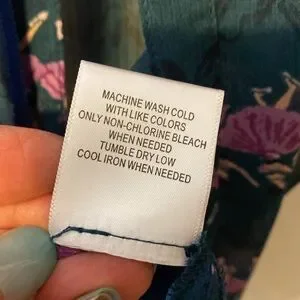 MACHINE WASH COLD
WITH LIKE COLORS
ONLY NON-CHLORINE BLEACH
WHEN NEEDED
TUMBLE DRY LOW
COOL IRON WHEN NEEDED